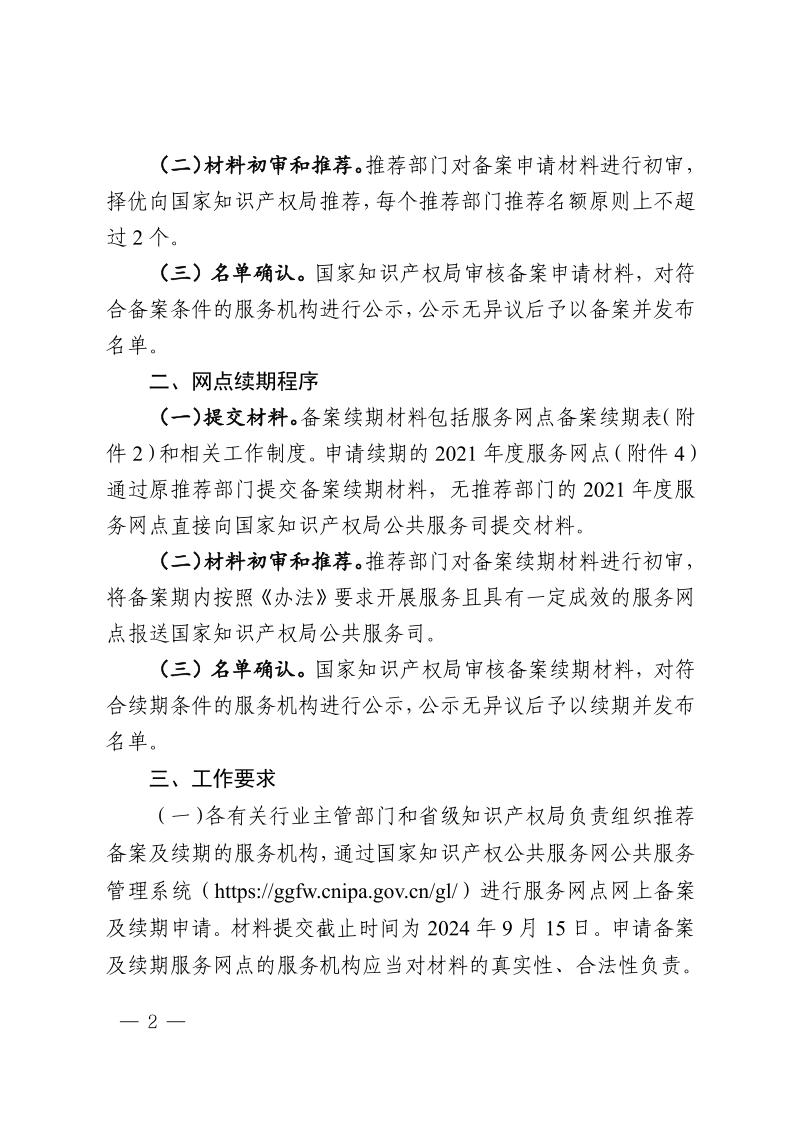 （二）材料初审和推荐。推荐部门对备案申请材料进行初审，
择优向国家知识产权局推荐，每个推荐部门推荐名额原则上不超
过 2 个。
（三）名单确认。国家知识产权局审核备案申请材料，对符
合备案条件的服务机构进行公示，公示无异议后予以备案并发布
名单。
二、网点续期程序
（一）提交材料。备案续期材料包括服务网点备案续期表（附
件 2）和相关工作制度。申请续期的 2021 年度服务网点（附件 4）
通过原推荐部门提交备案续期材料，无推荐部门的 2021 年度服
务网点直接向国家知识产权局公共服务司提交材料。
（二）材料初审和推荐。推荐部门对备案续期材料进行初审，
将备案期内按照《办法》要求开展服务且具有一定成效的服务网
点报送国家知识产权局公共服务司。
（三）名单确认。国家知识产权局审核备案续期材料，对符
合续期条件的服务机构进行公示，公示无异议后予以续期并发布
名单。
三、工作要求
（一）各有关行业主管部门和省级知识产权局负责组织推荐
备案及续期的服务机构，通过国家知识产权公共服务网公共服务
管理系统（https://ggfw.cnipa.gov.cn/gl/）进行服务网点网上备案
及续期申请。材料提交截止时间为 2024 年 9 月 15 日。申请备案
及续期服务网点的服务机构应当对材料的真实性、合法性负责。
— 2 —